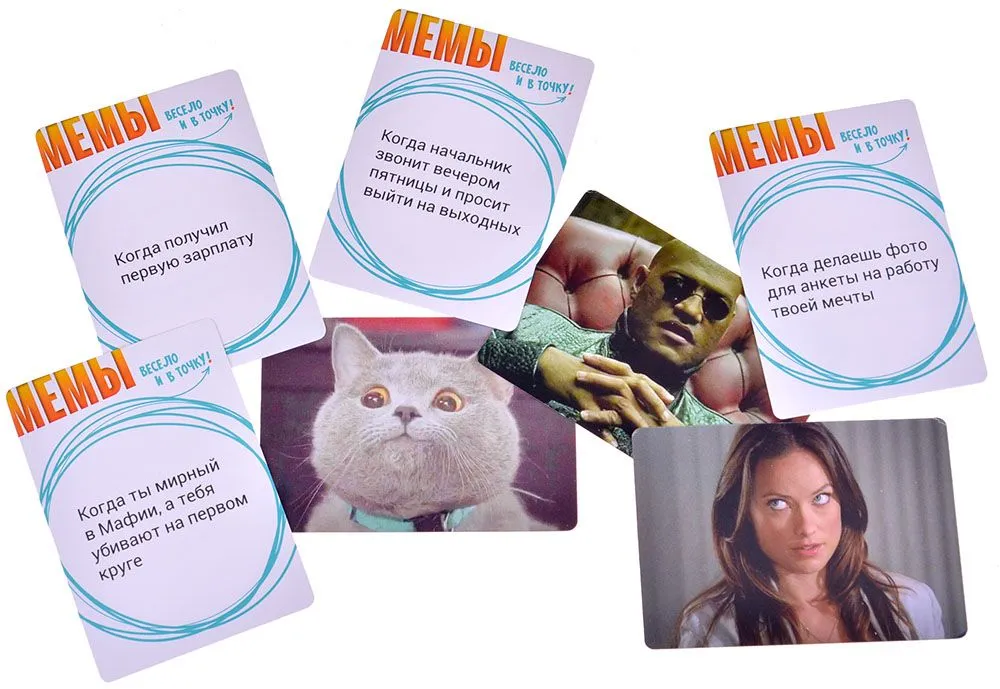 МЕМЫ
ВЕСЕЛО
И В ТОЧКУ!
Когда получил
первую зарплату
МЕМЫ
ВЕСЕЛО
И В ТОЧКУ!
Когда начальник
звонит вечером
пятницы и просит
выйти на выходных
МЕМЫ
ВЕСЕЛО
И В ТОЧКУ!
Когда делаешь фото
для анкеты на работу
твоей мечты
МЕМЫ
ВЕСЕЛО
И В ТОЧКУ!
Когда ты мирный
в Мафии, а тебя
убивают на первом
круге